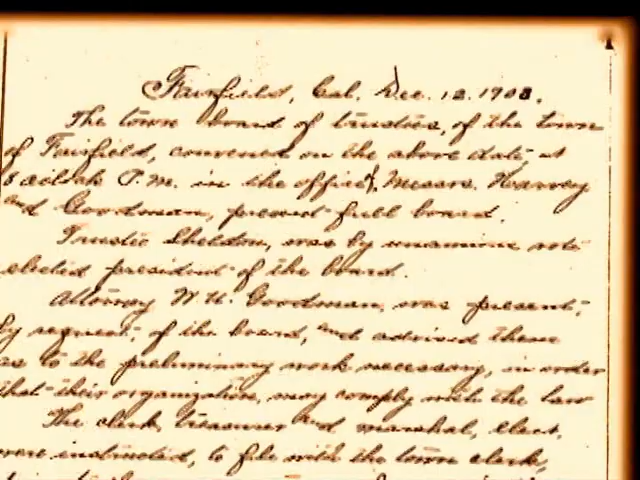 Fairfield, Cal. Dec. 12. 1903.
The town board of trustees, of the town
of Fairfield, convened on the above date, at
8 P.M. in the office of, Messrs. Harvey
and Goodman, present full board.
Trustee Sheldon, was by unanimous vote
elected president of the board.
Attorney W. U. Goodman, was present,
by request, of the board, and advised them
as to the preliminary work necessary, in order
that their organization, may comply with the law
The clerk, treasurer and marshal, elect,
were instructed, to file with the town clerk,